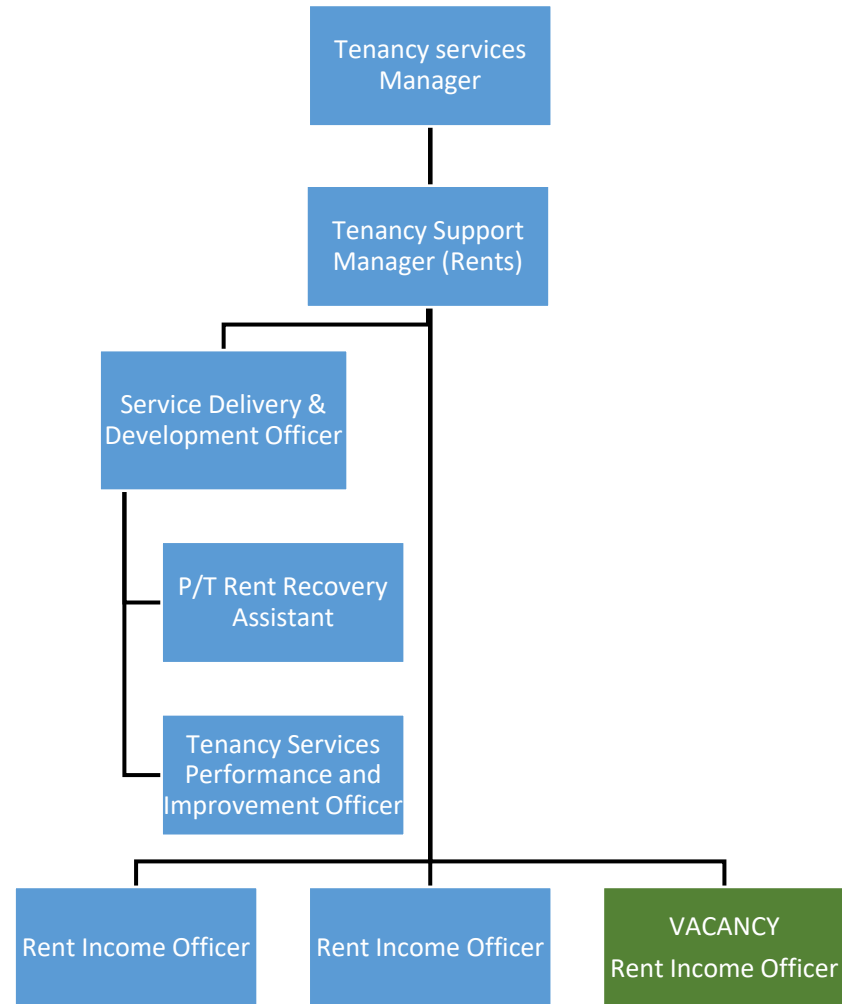 Tenancy services
Manager
Tenancy Support
Manager (Rents)
Service Delivery &
Development Officer
P/T Rent Recovery
Assistant
Tenancy Services
Performance and
Improvement Officer
Rent Income Officer
Rent Income Officer
VACANCY
Rent Income Officer